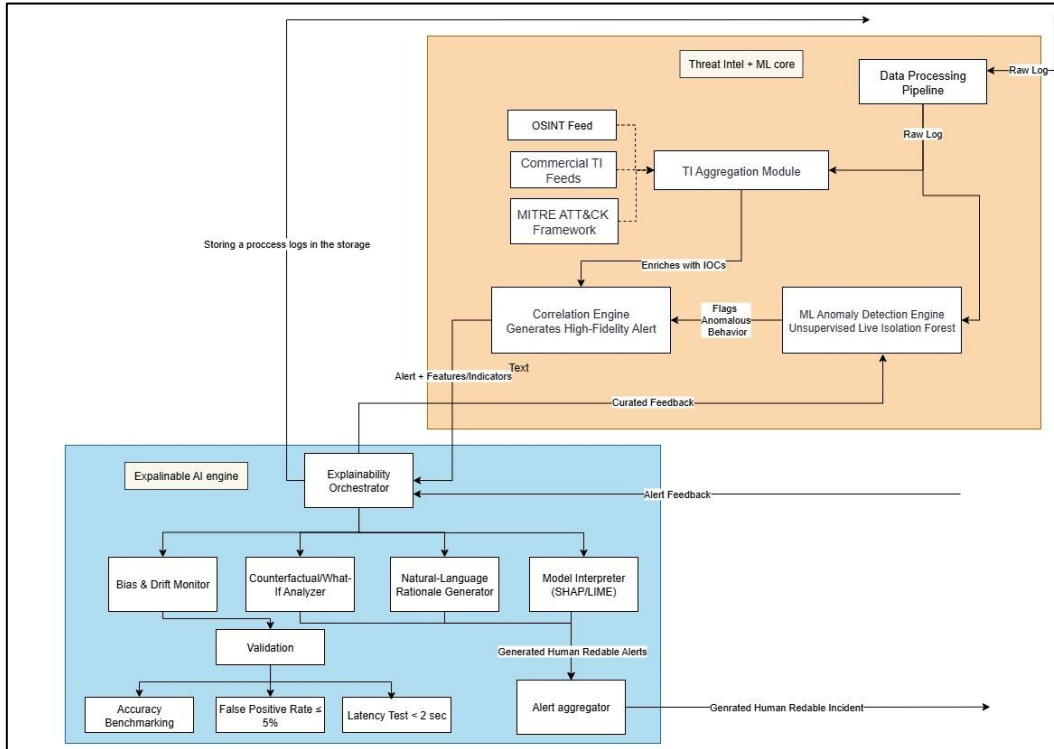 Threat Intel + ML core
Data Processing
Pipeline
Raw Log
Raw Log
OSINT Feed
Commercial TI
Feeds
MITRE ATT&CK
Framework
TI Aggregation Module
Storing a proccess logs in the storage
Enriches with IOCs
Correlation Engine
Generates High-Fidelity Alert
Flags
Anomalous
Behavior
ML Anomaly Detection Engine
Unsupervised Live Isolation Forest
Text
Alert + Features/Indicators
Curated Feedback
Expalinable AI engine
Explainability
Orchestrator
Alert Feedback
Bias & Drift Monitor
Counterfactual/What-
If Analyzer
Natural-Language
Rationale Generator
Model Interpreter
(SHAP/LIME)
Validation
Generated Human Redable Alerts
Accuracy
Benchmarking
False Positive Rate ≤
5%
Latency Test < 2 sec
Alert aggregator
Genrated Human Redable Incident